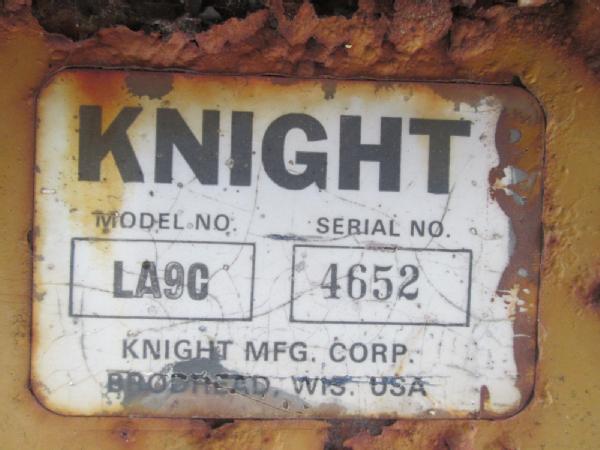 KNIGHT
MODEL NO. SERIAL NO.
LA9C 4652
KNIGHT MFG. CORP.
BRODHEAD, WIS. USA